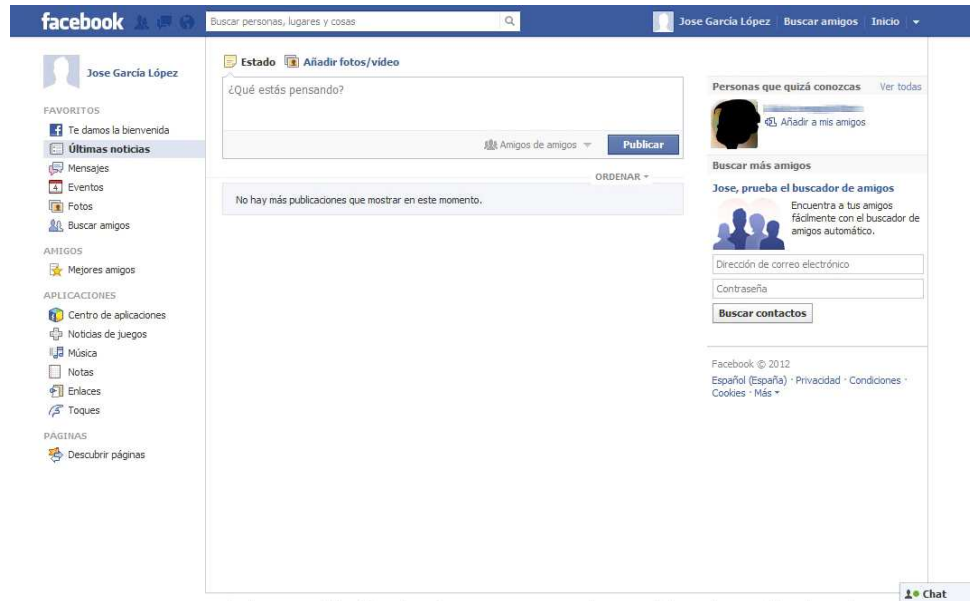 facebook
Buscar personas, lugares y cosas
Jose García López
Buscar amigos
Inicio
Jose García López
FAVORITOS
Te damos la bienvenida
Últimas noticias
Mensajes
Eventos
Fotos
Buscar amigos
AMIGOS
Mejores amigos
APLICACIONES
Centro de aplicaciones
Noticias de juegos
Música
Notas
Enlaces
Toques
PÁGINAS
Descubrir páginas
Estado
Añadir fotos/vídeo
¿Qué estás pensando?
Amigos de amigos
Publicar
ORDENAR
No hay más publicaciones que mostrar en este momento.
Personas que quizá conozcas
Ver todas
Añadir a mis amigos
Buscar más amigos
Jose, prueba el buscador de amigos
Encuentra a tus amigos
fácilmente con el buscador de
amigos automático.
Dirección de correo electrónico
Contraseña
Buscar contactos
Facebook © 2012
Español (España) · Privacidad · Condiciones ·
Cookies · Más
Chat